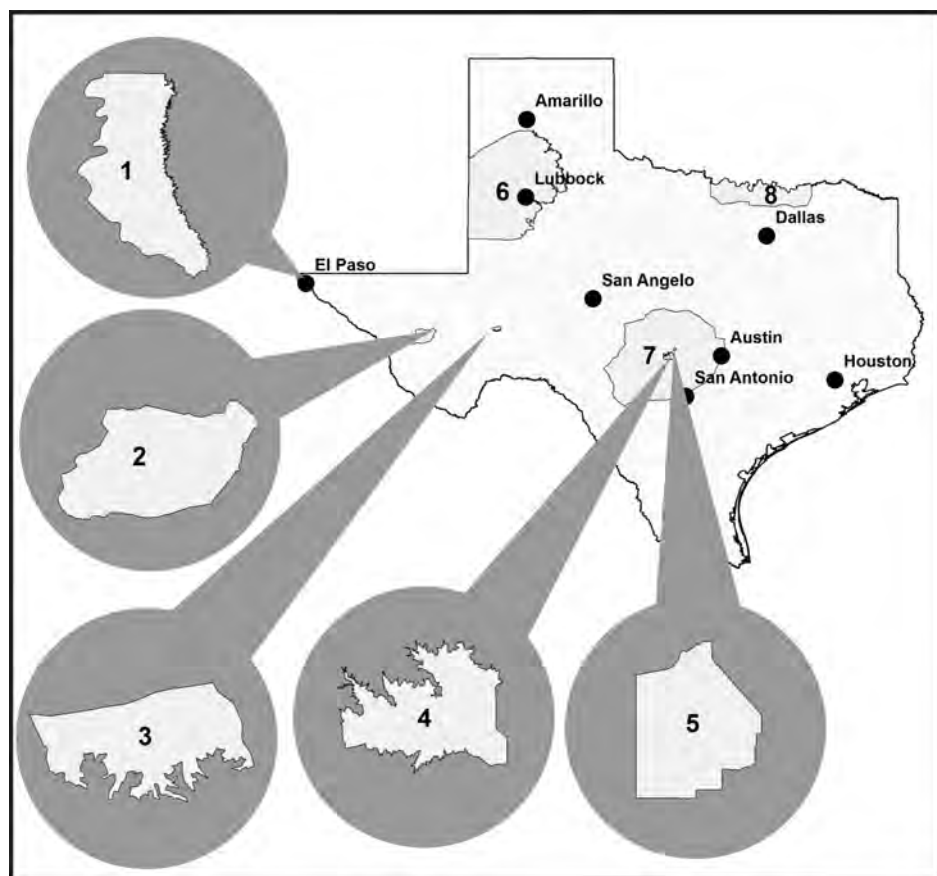 Amarillo
1
6
Lubbock
8
Dallas
El Paso
San Angelo
7
Austin
San Antonio
Houston
2
3
4
5